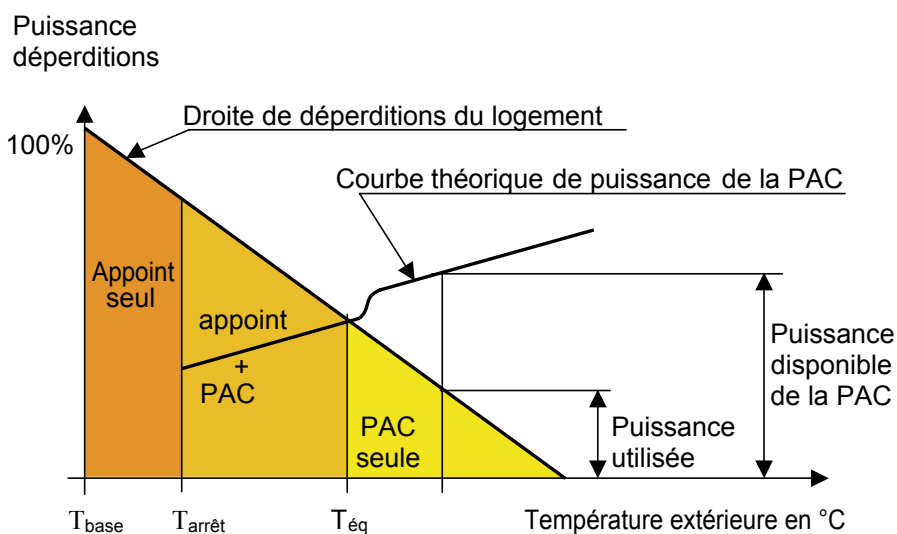 Puissance
déperditions
100%
Droite de déperditions du logement
Courbe théorique de puissance de la PAC
Appoint
seul
appoint
+
PAC
PAC
seule
Puissance
utilisée
Puissance
disponible
de la PAC
Tbase
Tarrêt
Téq
Température extérieure en °C